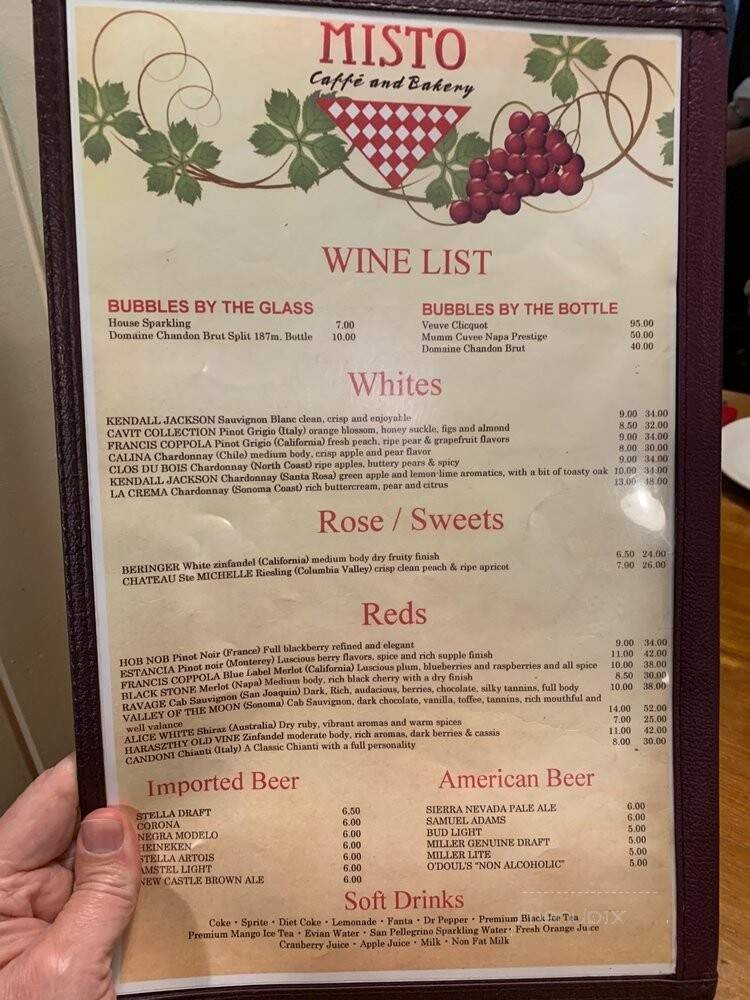 MISTO
Caffé and Bakery
WINE LIST
BUBBLES BY THE GLASS
House Sparkling 7.00
Domaine Chandon Brut Split 187m. Bottle 10.00
BUBBLES BY THE BOTTLE
Veuve Clicquot 95.00
Mumm Cuvee Napa Prestige 50.00
Domaine Chandon Brut 40.00
Whites
KENDALL JACKSON Sauvignon Blanc clean, crisp and enjoyable 9.00 34.00
CAVIT COLLECTION Pinot Grigio (Italy) orange blossom, honey suckle, figs and almond 8.50 32.00
FRANCIS COPPOLA Pinot Grigio (California) fresh peach, ripe pear & grapefruit flavors 9.00 34.00
CALINA Chardonnay (Chile) medium body, crisp apple and pear flavor 8.00 30.00
CLOS DU BOIS Chardonnay (North Coast) ripe apples, buttery pears & spicy 9.00 34.00
KENDALL JACKSON Chardonnay (Santa Rosa) green apple and lemon-lime aromatics, with a bit of toasty oak 10.00 34.00
LA CREMA Chardonnay (Sonoma Coast) rich buttercream, pear and citrus 13.00 48.00
Rose / Sweets
BERINGER White zinfandel (California) medium body dry fruity finish 6.50 24.00
CHATEAU Ste MICHELLE Riesling (Columbia Valley) crisp clean peach & ripe apricot 7.00 26.00
Reds
HOB NOB Pinot Noir (France) Full blackberry refined and elegant 9.00 34.00
ESTANCIA Pinot noir (Monterey) Luscious berry flavors, spice and rich supple finish 11.00 42.00
FRANCIS COPPOLA Blue Label Merlot (California) Luscious plum, blueberries and raspberries and all spice 10.00 38.00
BLACK STONE Merlot (Napa) Medium body, rich black cherry with a dry finish 8.50 30.00
RAVAGE Cab Sauvignon (San Joaquin) Dark, Rich, audacious, berries, chocolate, silky tannins, full body 10.00 38.00
VALLEY OF THE MOON (Sonoma) Cab Sauvignon, dark chocolate, vanilla, toffee, tannins, rich mouthful and
well valance 14.00 52.00
ALICE WHITE Shiraz (Australia) Dry ruby, vibrant aromas and warm spices 7.00 25.00
HARASZTHY OLD VINE Zinfandel moderate body, rich aromas, dark berries & cassis 11.00 42.00
CANDONI Chianti (Italy) A Classic Chianti with a full personality 8.00 30.00
Imported Beer
STELLA DRAFT 6.50
CORONA 6.00
NEGRA MODELO 6.00
HEINEKEN 6.00
STELLA ARTOIS 6.00
AMSTEL LIGHT 6.00
NEW CASTLE BROWN ALE 6.00
American Beer
SIERRA NEVADA PALE ALE 6.00
SAMUEL ADAMS 6.00
BUD LIGHT 5.00
MILLER GENUINE DRAFT 5.00
MILLER LITE 5.00
O'DOUL'S "NON ALCOHOLIC" 5.00
Soft Drinks
Coke • Sprite • Diet Coke • Lemonade • Fanta • Dr Pepper • Premium Black Ice Tea
Premium Mango Ice Tea • Evian Water • San Pellegrino Sparkling Water • Fresh Orange Juice
Cranberry Juice • Apple Juice • Milk • Non Fat Milk